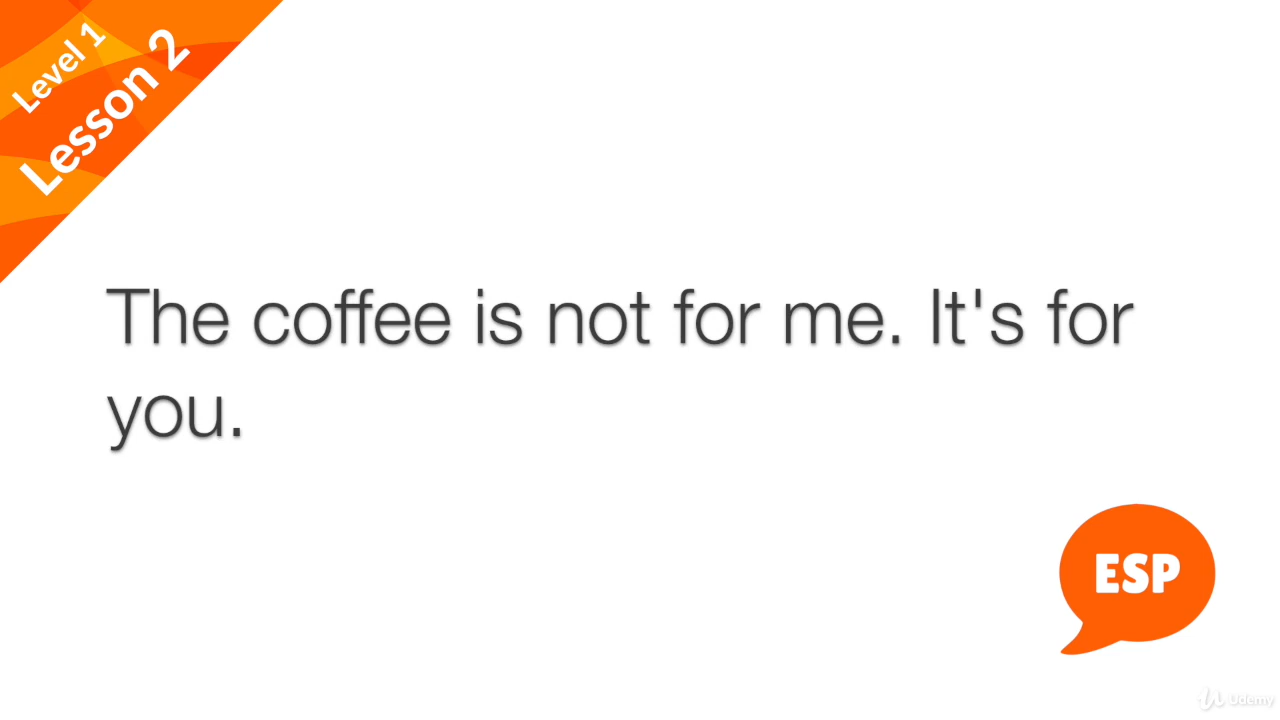 Level 1
Lesson 2
The coffee is not for me. It's for
you.
ESP
Udemy